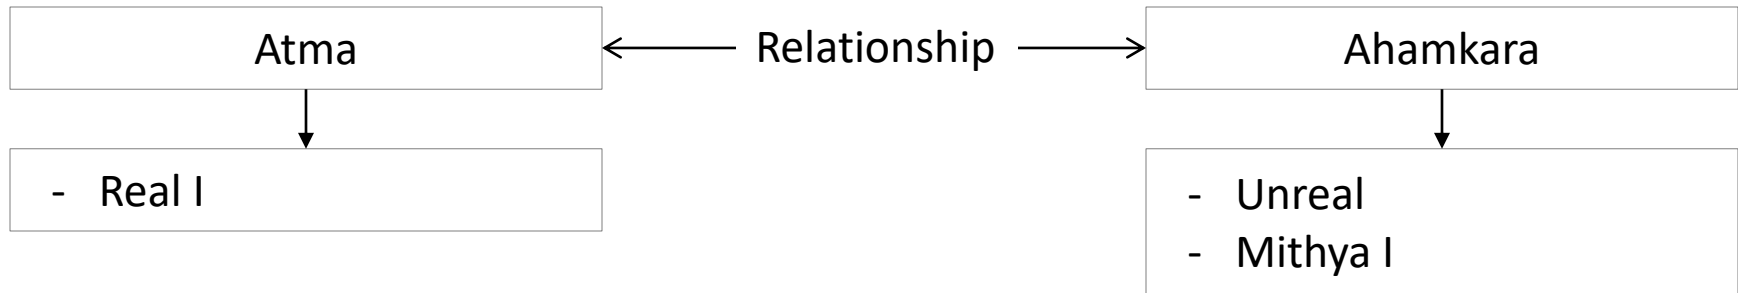 Atma
Relationship
Ahamkara
- Real I
- Unreal
- Mithya I